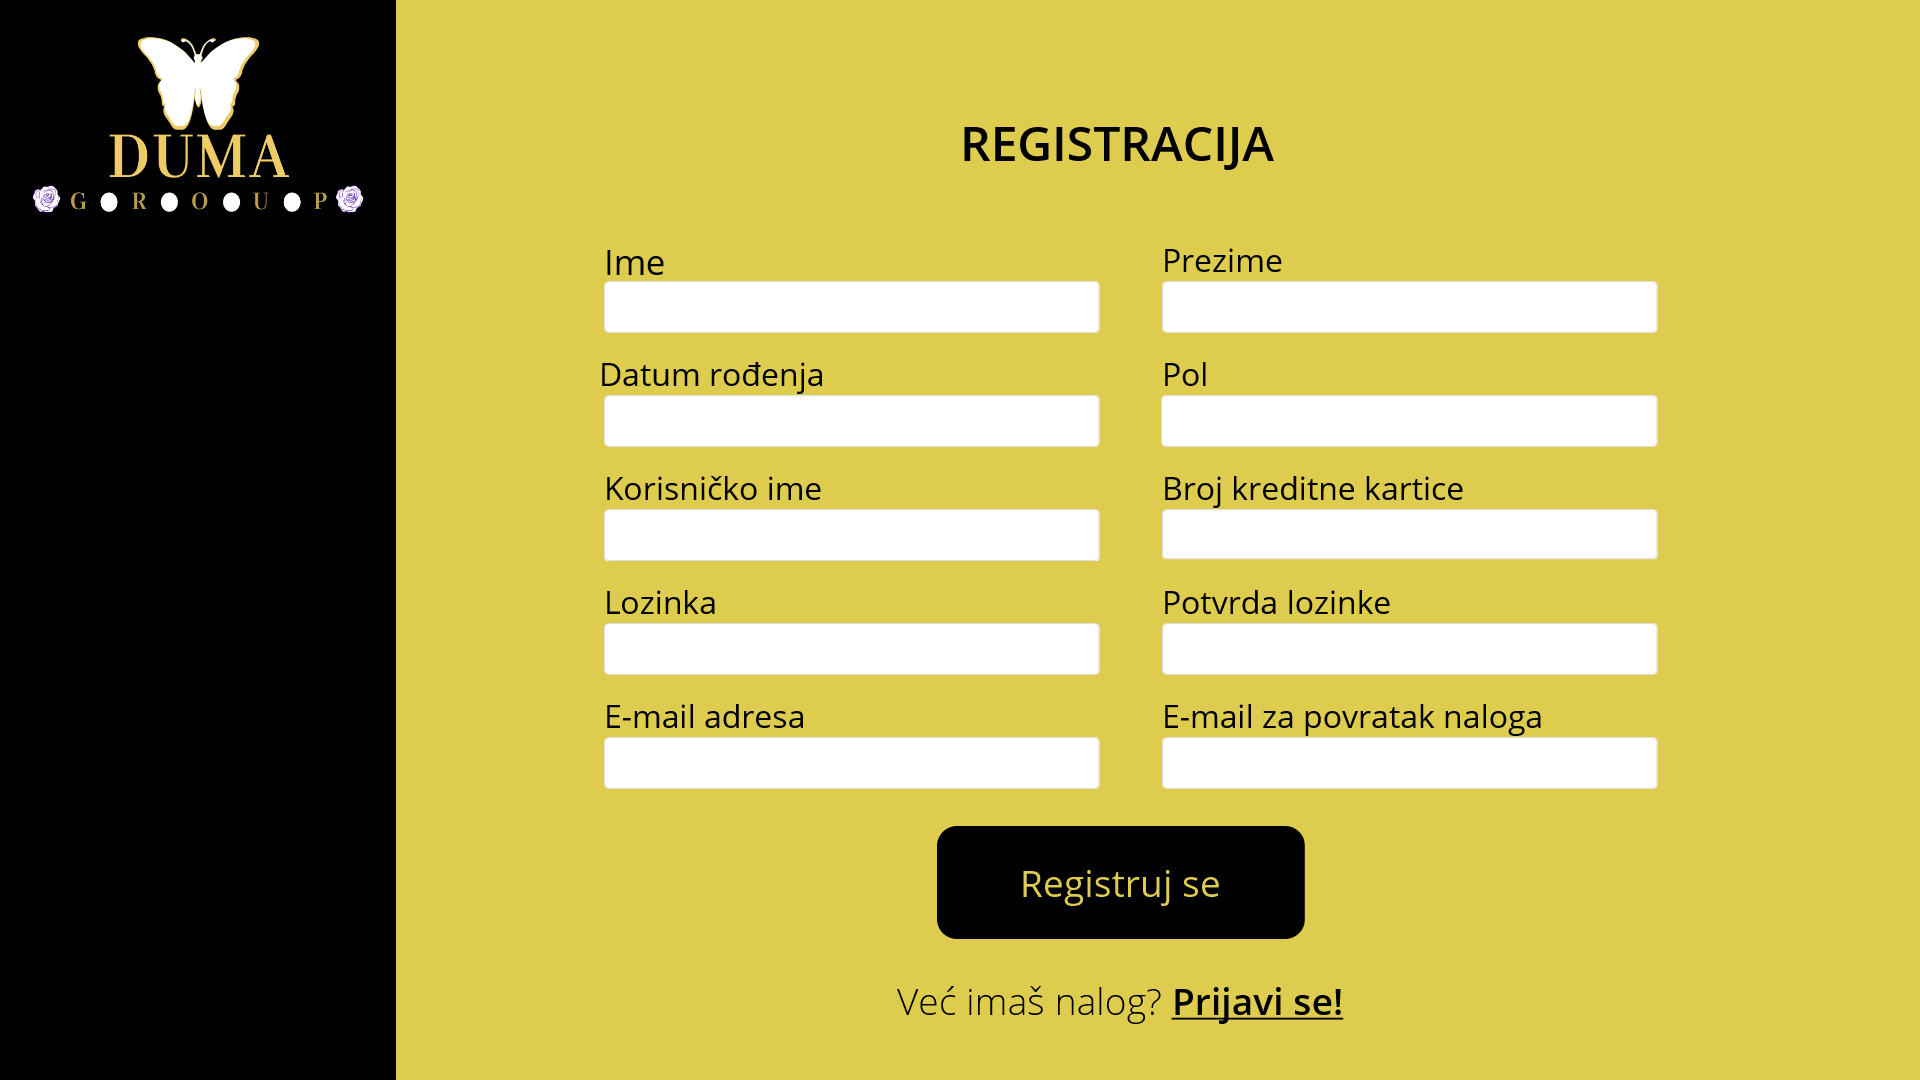 DUMA
G R O U P
REGISTRACIJA
Ime
Prezime
Datum rođenja
Pol
Korisničko ime
Broj kreditne kartice
Lozinka
Potvrda lozinke
E-mail adresa
E-mail za povratak naloga
Registruj se
Već imaš nalog? Prijavi se!